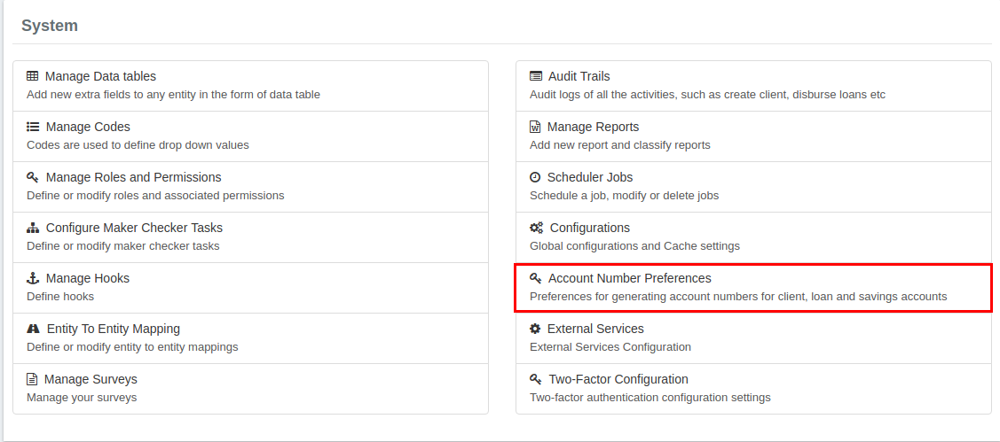 System
Manage Data tables
Add new extra fields to any entity in the form of data table
Manage Codes
Codes are used to define drop down values
Manage Roles and Permissions
Define or modify roles and associated permissions
Configure Maker Checker Tasks
Define or modify maker checker tasks
Manage Hooks
Define hooks
Entity To Entity Mapping
Define or modify entity to entity mappings
Manage Surveys
Manage your surveys
Audit Trails
Audit logs of all the activities, such as create client, disburse loans etc
Manage Reports
Add new report and classify reports
Scheduler Jobs
Schedule a job, modify or delete jobs
Configurations
Global configurations and Cache settings
Account Number Preferences
Preferences for generating account numbers for client, loan and savings accounts
External Services
External Services Configuration
Two-Factor Configuration
Two-factor authentication configuration settings